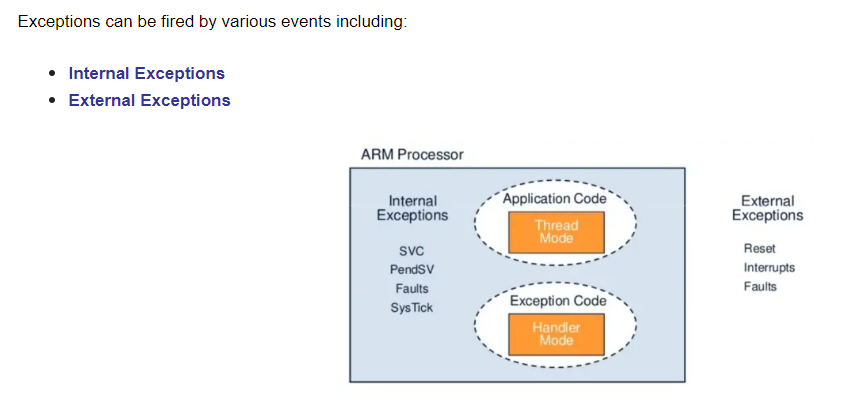 Exceptions can be fired by various events including:
Internal Exceptions
External Exceptions
ARM Processor
Internal
Exceptions
SVC
PendSV
Faults
SysTick
Application Code
Thread
Mode
Exception Code
Handler
Mode
External
Exceptions
Reset
Interrupts
Faults